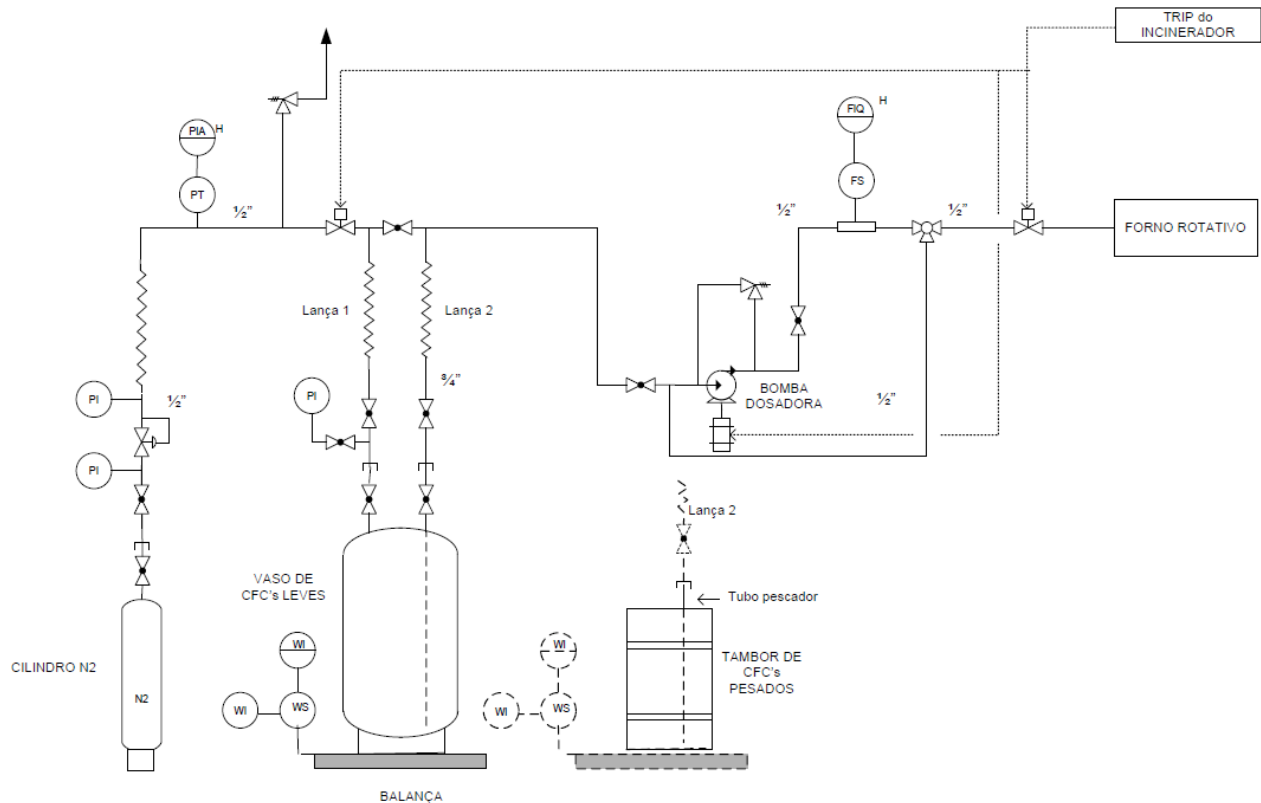 TRIP do
INCINERADOR
PIA
H
FIQ
H
PT
FS
½"
½"
½"
FORNO ROTATIVO
Lança 1
Lança 2
¾"
PI
½"
PI
BOMBA
DOSADORA
½"
PI
Lança 2
VASO DE
CFC's LEVES
Tubo pescador
CILINDRO N2
N2
WI
WI
WS
WI
WI
WS
TAMBOR DE
CFC's
PESADOS
BALANÇA